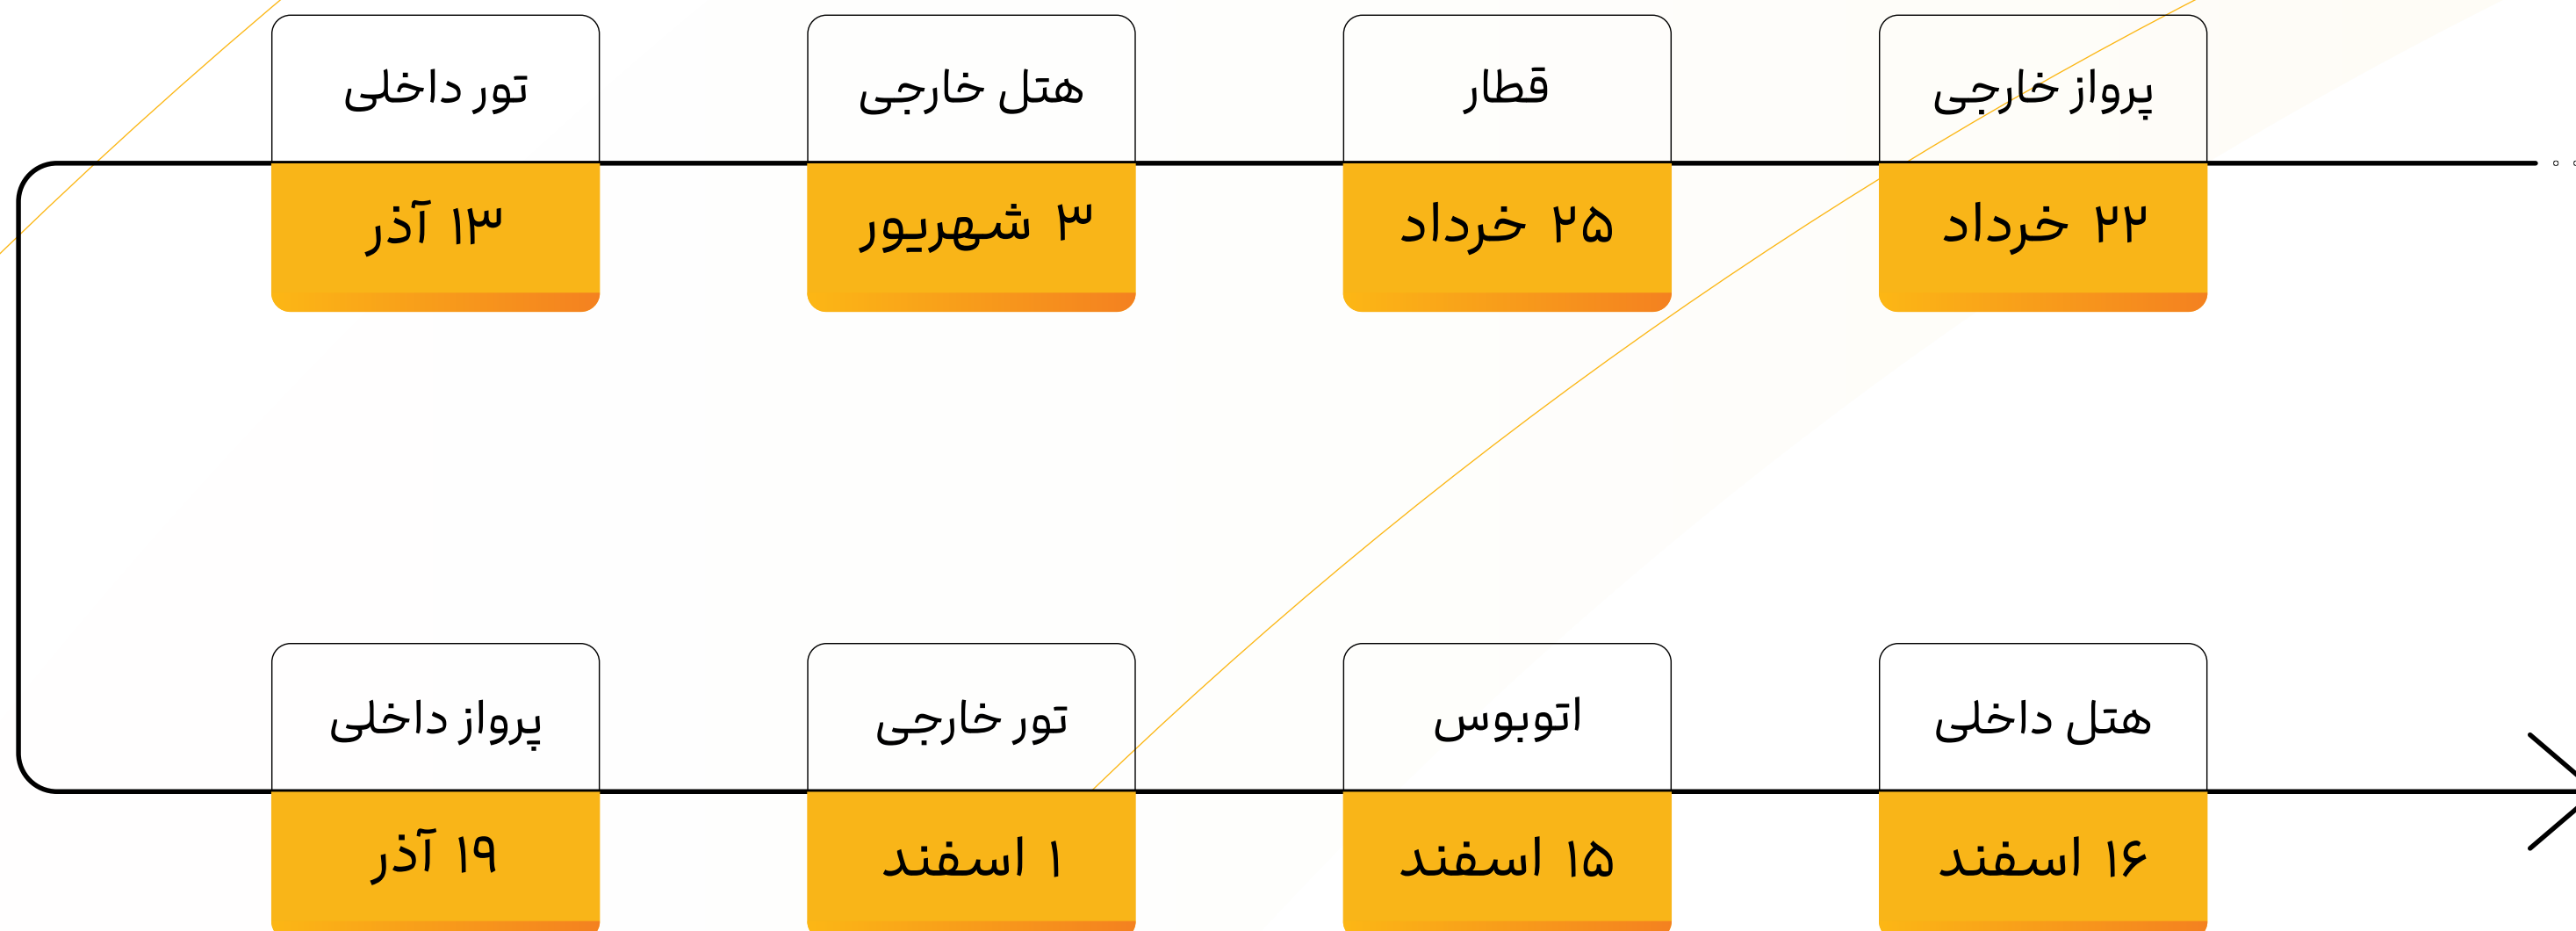 پرواز خارجی
۲۲ خرداد
قطار
۲۵ خرداد
هتل خارجی
۳ شهریور
تور داخلی
۱۳ آذر
پرواز داخلی
۱۹ آذر
تور خارجی
۱ اسفند
اتوبوس
۱۵ اسفند
هتل داخلی
۱۶ اسفند